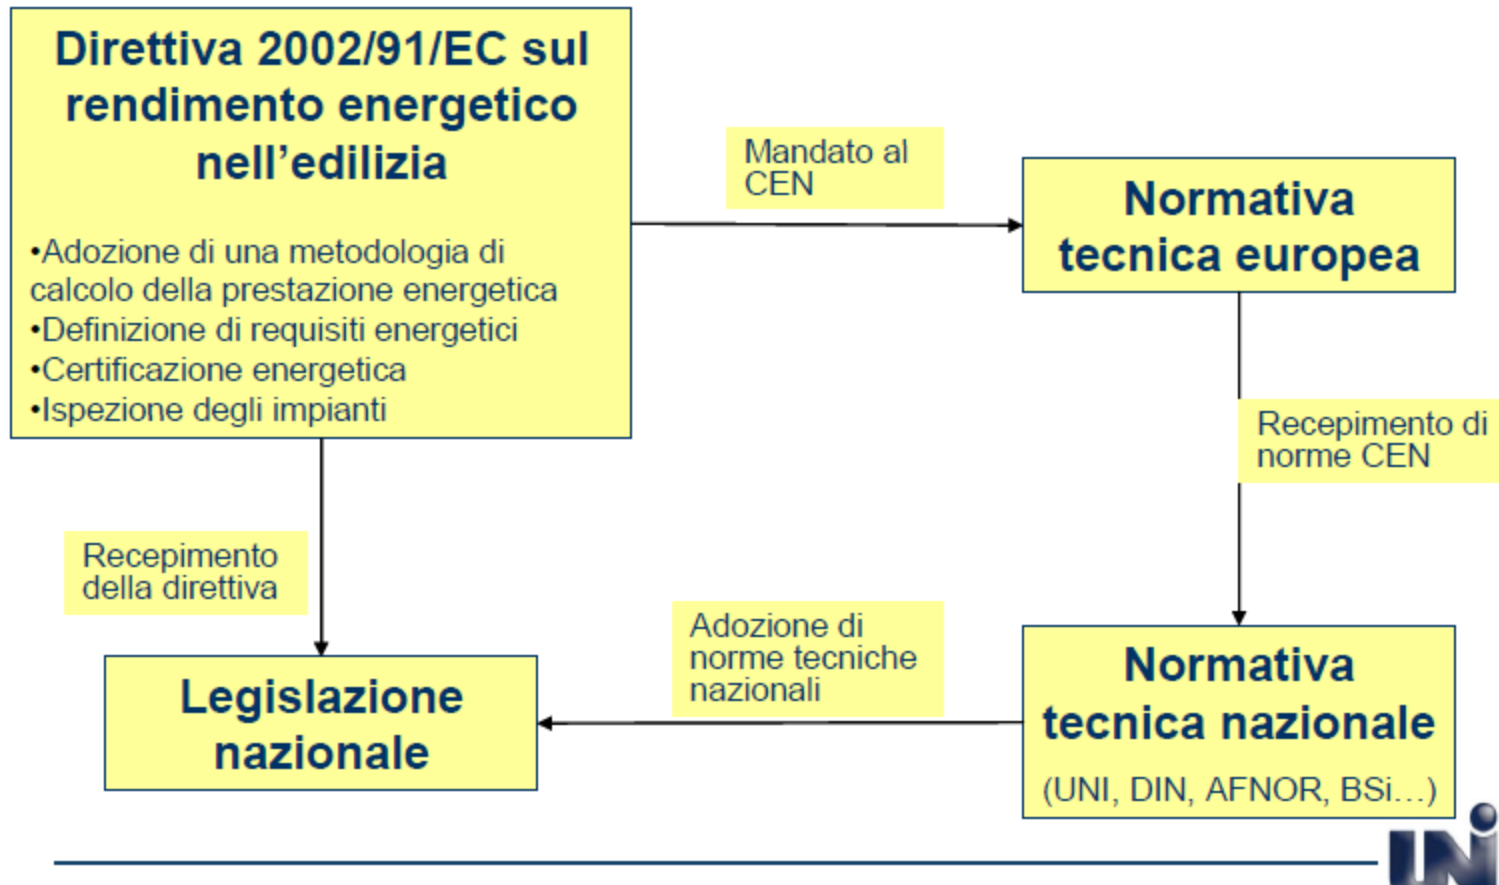 Direttiva 2002/91/EC sul
rendimento energetico
nell'edilizia
•Adozione di una metodologia di
calcolo della prestazione energetica
•Definizione di requisiti energetici
•Certificazione energetica
•Ispezione degli impianti
Mandato al
CEN
Normativa
tecnica europea
Recepimento di
norme CEN
Recepimento
della direttiva
Adozione di
norme tecniche
nazionali
Legislazione
nazionale
Normativa
tecnica nazionale
(UNI, DIN, AFNOR, BSi...)
UNi